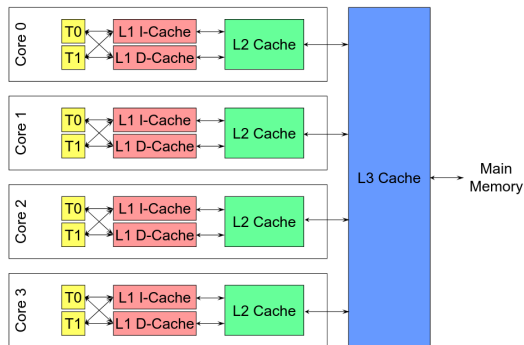 Core 0
T0
L1 I-Cache
T1
L1 D-Cache
L2 Cache
Core 1
T0
L1 I-Cache
T1
L1 D-Cache
L2 Cache
Core 2
T0
L1 I-Cache
T1
L1 D-Cache
L2 Cache
Core 3
T0
L1 I-Cache
T1
L1 D-Cache
L2 Cache
L3 Cache
Main
Memory